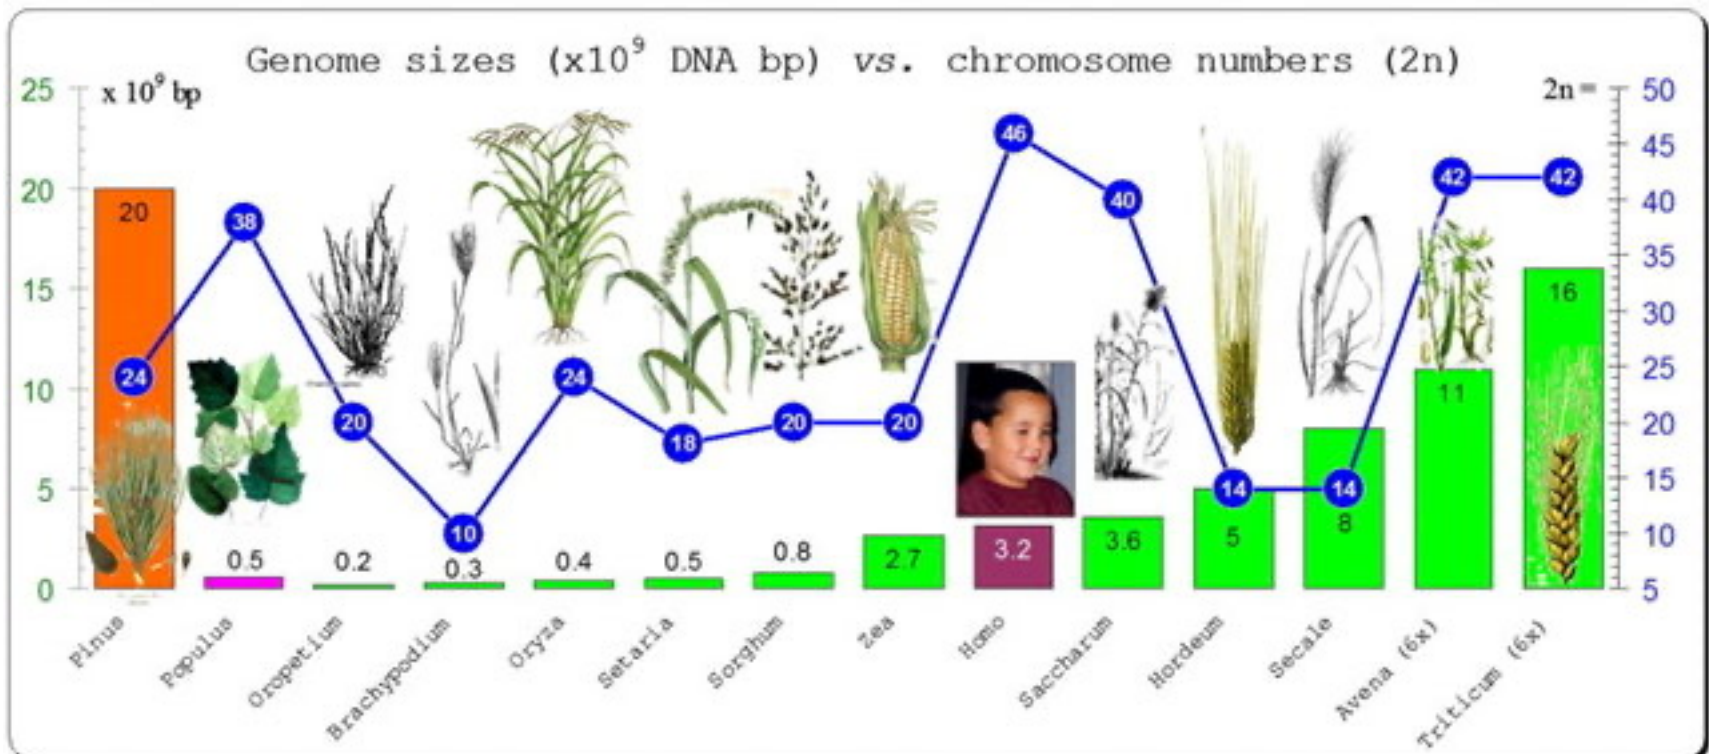 Genome sizes (x10⁹ DNA bp) vs. chromosome numbers (2n)
x 10⁹ bp
2n =
25
20
15
10
5
0
50
45
40
35
30
25
20
15
10
5
24
38
20
10
24
18
20
20
46
40
14
14
42
42
20
0.5
0.2
0.3
0.4
0.5
0.8
2.7
3.2
3.6
5
8
11
16
Pinus
Populus
Oropetium
Brachypodium
Oryza
Setaria
Sorghum
Zea
Homo
Saccharum
Hordeum
Secale
Avena (6x)
Triticum (6x)